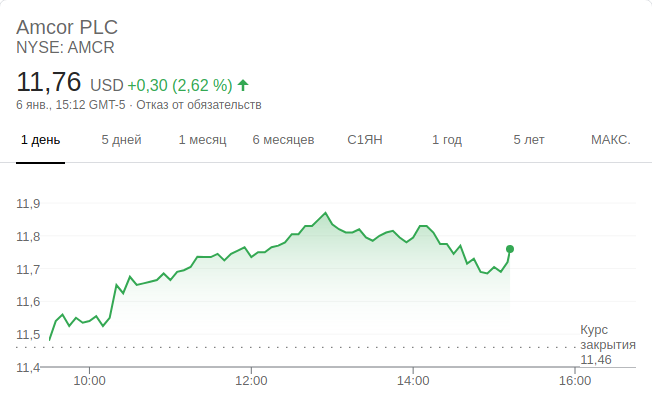 Amcor PLC
NYSE: AMCR
11,76 USD +0,30 (2,62 %)
6 янв., 15:12 GMT-5 · Отказ от обязательств
1 день 5 дней 1 месяц 6 месяцев С1ЯН 1 год 5 лет МАКС.
11,9
11,8
11,7
11,6
11,5
11,4
Курс
закрытия
11,46
10:00 12:00 14:00 16:00